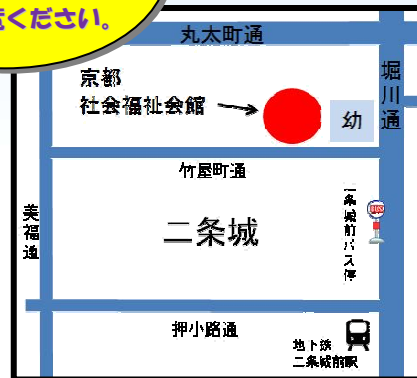 ください。
丸太町通
京都
社会福祉会館
幼
堀川通
竹屋町通
美福通
二条城
二条城前バス停
BUS
押小路通
地下鉄
二条城前駅